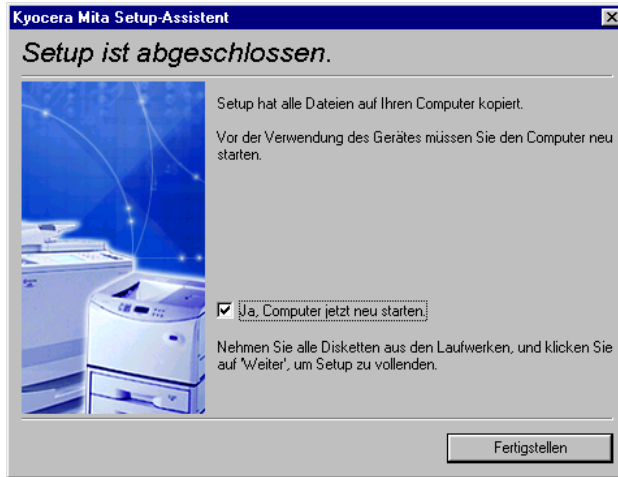 Kyocera Mita Setup-Assistent
Setup ist abgeschlossen.
Setup hat alle Dateien auf Ihren Computer kopiert.
Vor der Verwendung des Gerätes müssen Sie den Computer neu
starten.
Ja, Computer jetzt neu starten.
Nehmen Sie alle Disketten aus den Laufwerken, und klicken Sie
auf 'Weiter', um Setup zu vollenden.
Fertigstellen